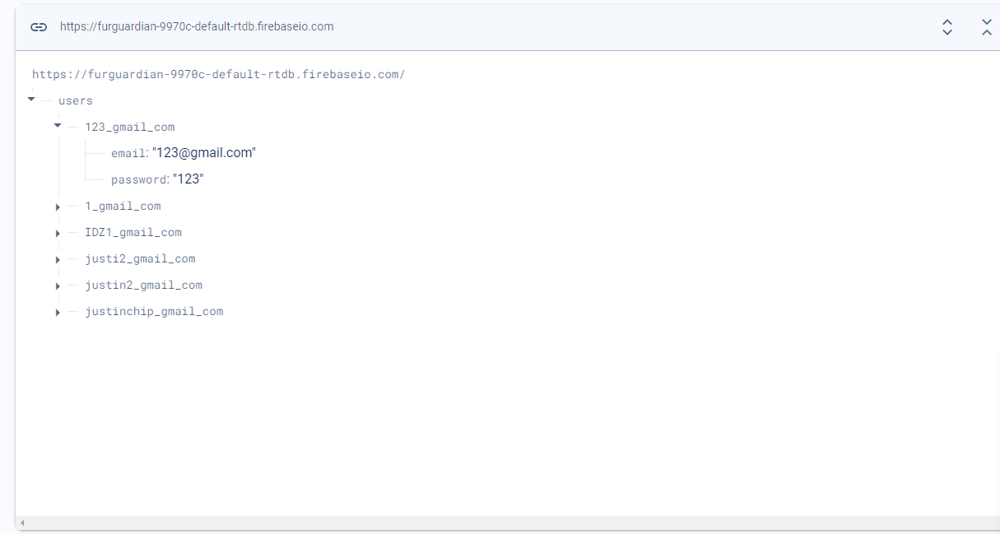 https://furguardian-9970c-default-rtdb.firebaseio.com
https://furguardian-9970c-default-rtdb.firebaseio.com/
users
123_gmail_com
email: "123@gmail.com"
password: "123"
1_gmail_com
IDZ1_gmail_com
justi2_gmail_com
justin2_gmail_com
justinchip_gmail_com